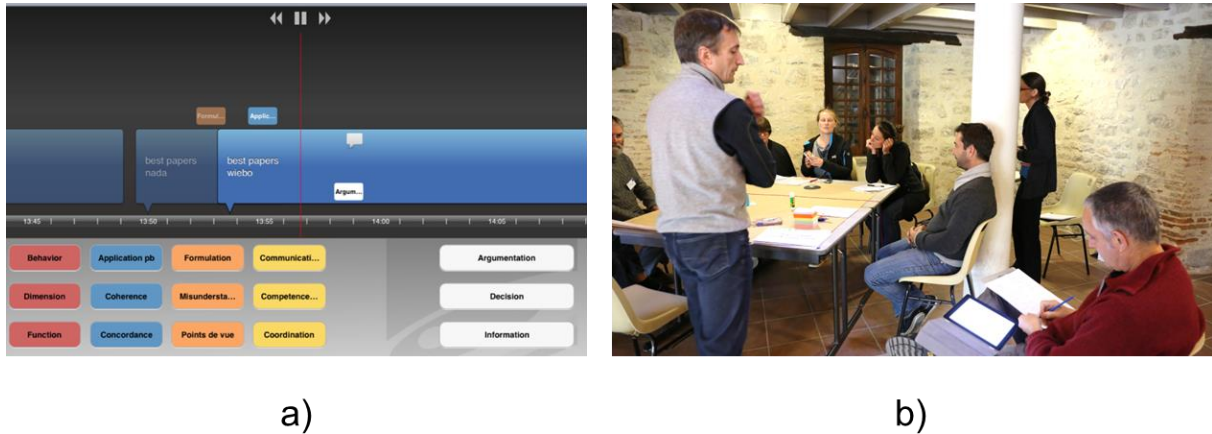 Formul... Applic...
best papers
nada
best papers
wiebo
Argum...
13:45 13:50 13:55 14:00 14:05
Behavior Application pb Formulation Communicati... Argumentation
Dimension Coherence Misundersta... Competence... Decision
Function Concordance Points de vue Coordination Information
a) b)